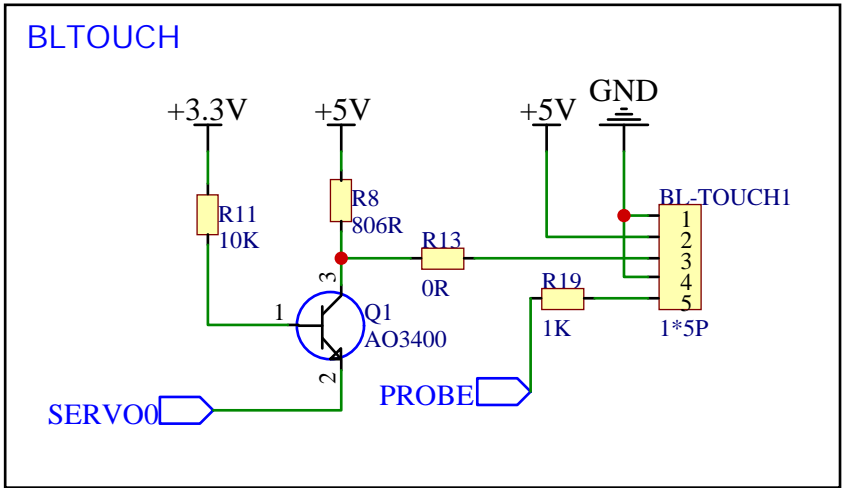 BLTOUCH
+3.3V
+5V
+5V
GND
R11
10K
R8
806R
R13
0R
BL-TOUCH1
1
2
3
4
5
1*5P
R19
1K
3
1
2
Q1
AO3400
SERVO0
PROBE